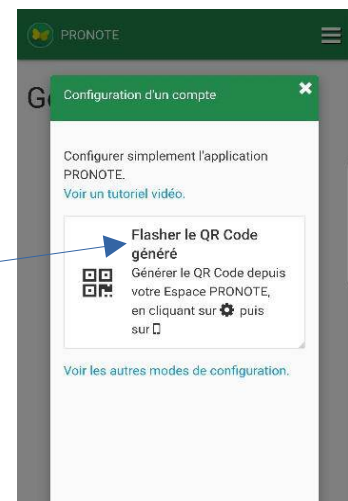 PRONOTE
Configuration d'un compte
Configurer simplement l'application
PRONOTE.
Voir un tutoriel vidéo.
Flasher le QR Code
généré
Générer le QR Code depuis
votre Espace PRONOTE,
en cliquant sur puis
sur
Voir les autres modes de configuration.